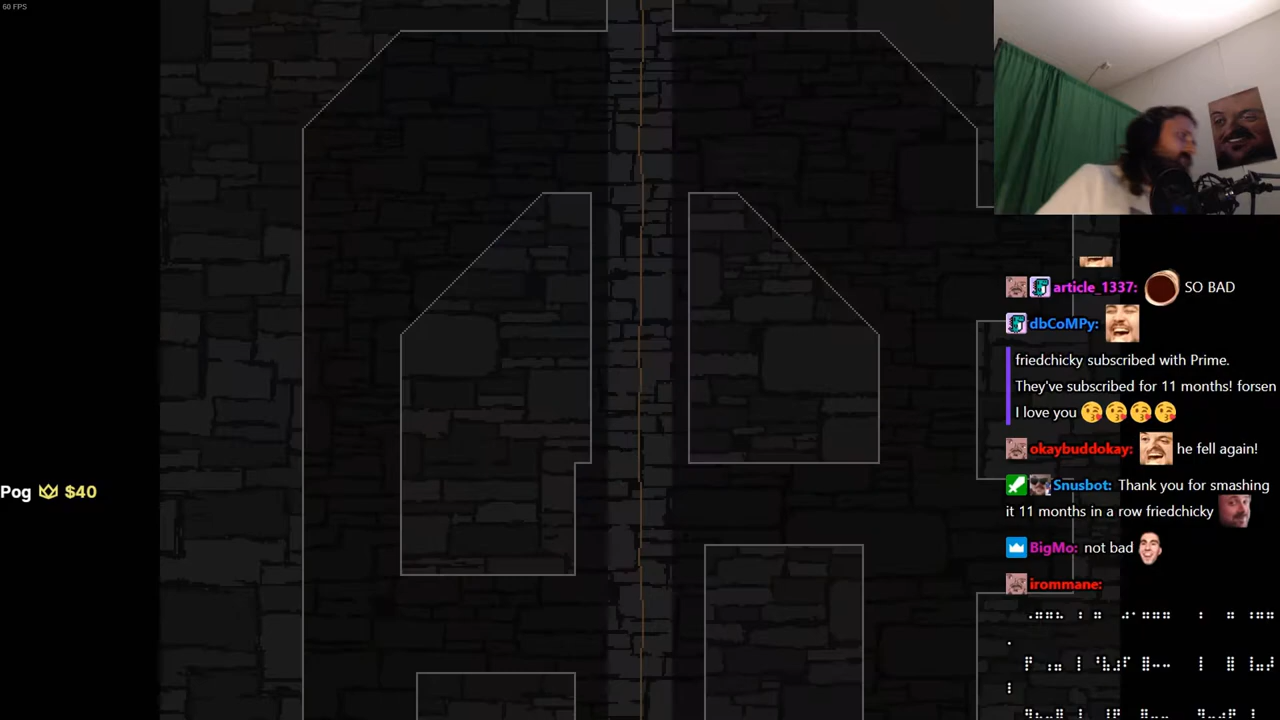 60 FPS
article_1337: SO BAD
dbCoMPy:
friedchicky subscribed with Prime.
They've subscribed for 11 months! forsen
I love you 😘😘😘😘
okaybuddokay: he fell again!
Snusbot: Thank you for smashing
it 11 months in a row friedchicky
Pog $40
BigMo: not bad
irommane: